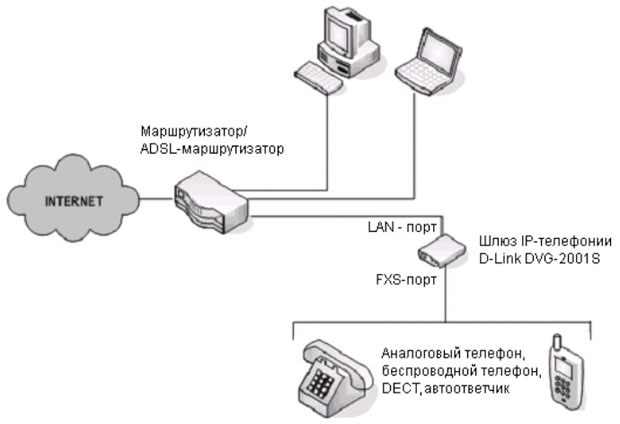 Маршрутизатор/
ADSL-маршрутизатор
INTERNET
LAN - порт
Шлюз IP-телефонии
D-Link DVG-2001S
FXS-порт
Аналоговый телефон,
беспроводной телефон,
DECT, автоответчик